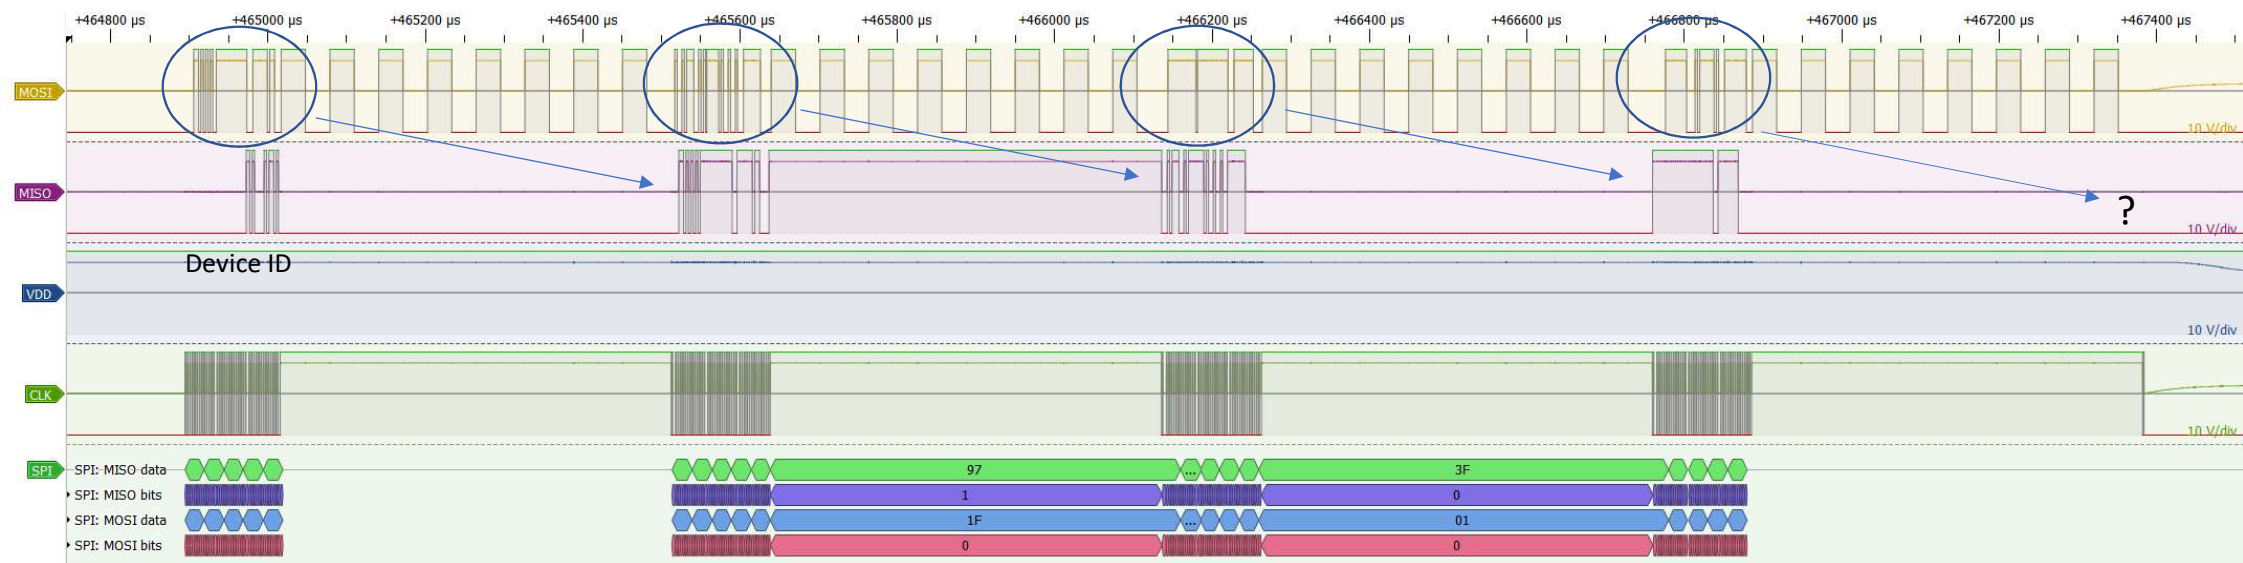 +464800 µs +465000 µs +465200 µs +465400 µs +465600 µs +465800 µs +466000 µs +466200 µs +466400 µs +466600 µs +466800 µs +467000 µs +467200 µs +467400 µs
MOSI
10 V/div
MISO
?
10 V/div
Device ID
VDD
10 V/div
CLK
10 V/div
SPI SPI: MISO data 97 ... 3F
SPI: MISO bits 1 0
SPI: MOSI data 1F ... 01
SPI: MOSI bits 0 0